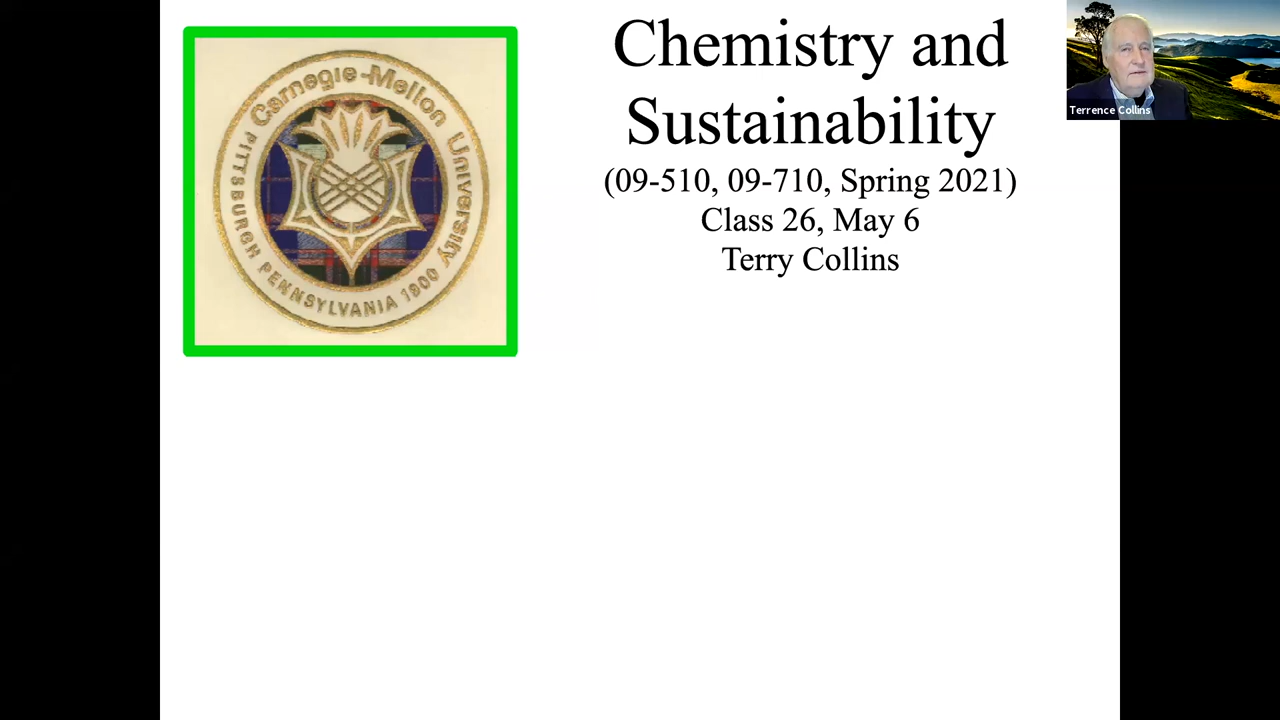 Carnegie-Mellon University
PITTSBURGH PENNSYLVANIA 1900
Chemistry and
Sustainability
(09-510, 09-710, Spring 2021)
Class 26, May 6
Terry Collins
Terrence Collins